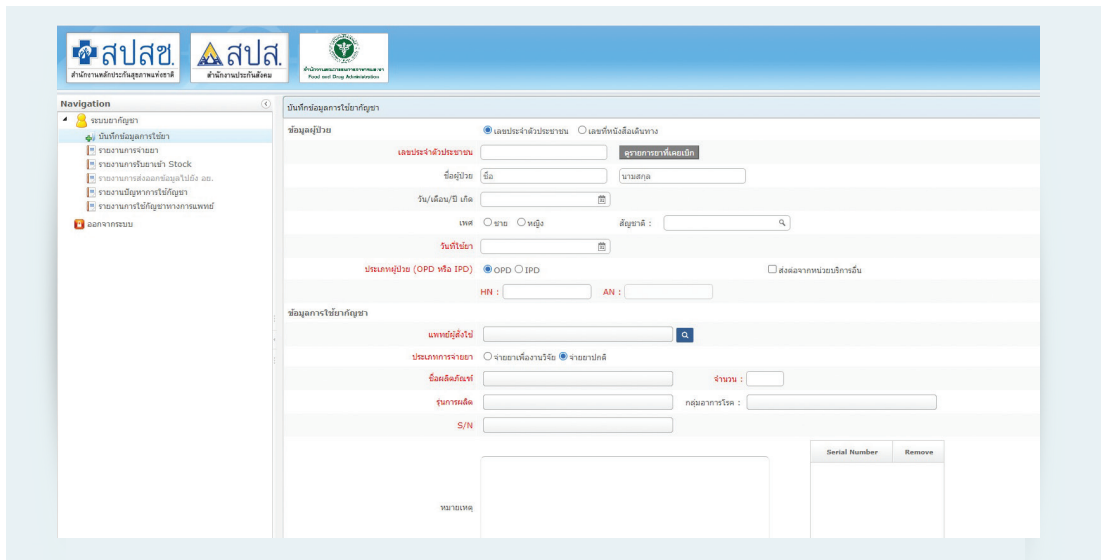 สปสช. สปส.
สำนักงานหลักประกันสุขภาพแห่งชาติ สำนักงานประกันสังคม
Food and Drug Administration
Navigation
ระบบยากัญชา
บันทึกข้อมูลการใช้ยา
รายงานการจ่ายยา
รายงานการรับยาเข้า Stock
รายงานการส่งออกข้อมูลไปยัง อย.
รายงานปัญหาการใช้กัญชา
รายงานการใช้กัญชาทางการแพทย์
ออกจากระบบ
บันทึกข้อมูลการใช้ยากัญชา
ข้อมูลผู้ป่วย เลขประจำตัวประชาชน เลขที่หนังสือเดินทาง
เลขประจำตัวประชาชน ดูรายการยาที่เคยเบิก
ชื่อผู้ป่วย ชื่อ นามสกุล
วัน/เดือน/ปี เกิด
เพศ ชาย หญิง สัญชาติ :
วันที่ใช้ยา
ประเภทผู้ป่วย (OPD หรือ IPD) OPD IPD ส่งต่อจากหน่วยบริการอื่น
HN : AN :
ข้อมูลการใช้ยากัญชา
แพทย์ผู้สั่งใช้
ประเภทการจ่ายยา จ่ายยาเพื่องานวิจัย จ่ายยาปกติ
ชื่อผลิตภัณฑ์ จำนวน :
รุ่นการผลิต กลุ่มอาการโรค :
S/N
Serial Number Remove
หมายเหตุ